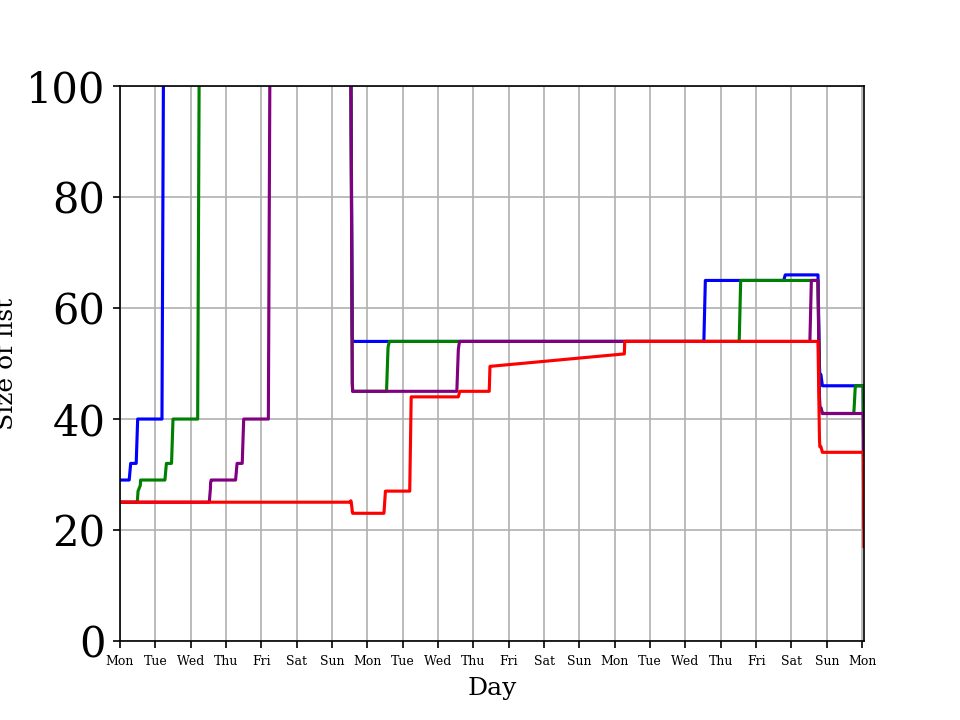 100
80
60
40
20
0
Size of list
Mon Tue Wed Thu Fri Sat Sun Mon Tue Wed Thu Fri Sat Sun Mon Tue Wed Thu Fri Sat Sun Mon
Day